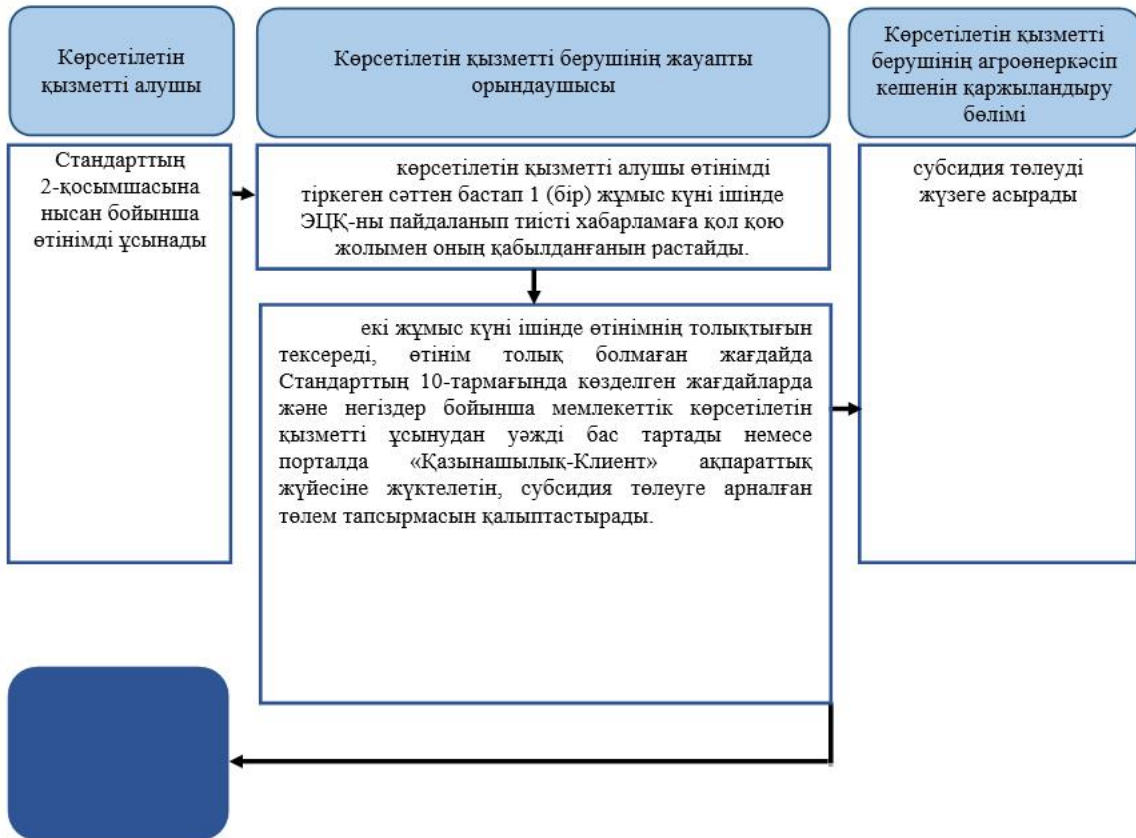 Көрсетілетін
қызметті алушы
Көрсетілетін қызметті берушінің жауапты
орындаушысы
Көрсетілетін қызметті
берушінің агроөнеркәсіп
кешенін қаржыландыру
бөлімі
Стандарттың
2-қосымшасына
нысан бойынша
өтінімді ұсынады
көрсетілетін қызметті алушы өтінімді
тіркеген сәттен бастап 1 (бір) жұмыс күні ішінде
ЭЦҚ-ны пайдаланып тиісті хабарламаға қол қою
жолымен оның қабылданғанын растайды.
субсидия төлеуді
жүзеге асырады
екі жұмыс күні ішінде өтінімнің толықтығын
тексереді, өтінім толық болмаған жағдайда
Стандарттың 10-тармағында көзделген жағдайларда
және негіздер бойынша мемлекеттік көрсетілетін
қызметті ұсынудан уәжді бас тартады немесе
порталда «Қазынашылық-Клиент» ақпараттық
жүйесіне жүктелетін, субсидия төлеуге арналған
төлем тапсырмасын қалыптастырады.